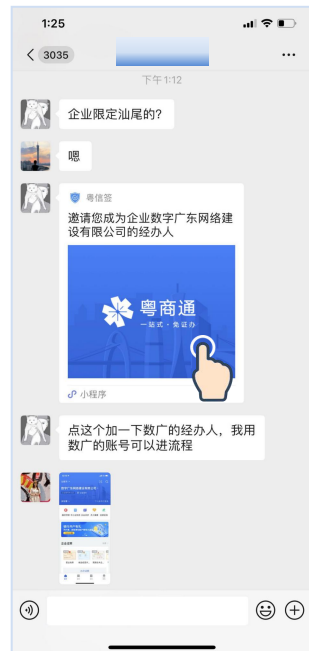 1:25
3035
下午1:12
企业限定汕尾的?
嗯
粤信签
邀请您成为企业数字广东网络建
设有限公司的经办人
粤商通
一站式·免证办
小程序
点这个加一下数广的经办人，我用
数广的账号可以进流程